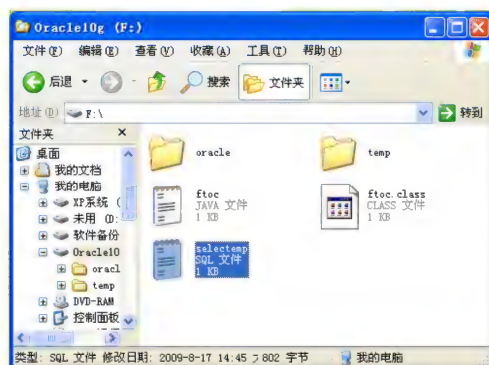 Oracle10g (F:)
文件(F) 编辑(E) 查看(V) 收藏(A) 工具(T) 帮助(H)
后退 搜索 文件夹
地址(D) F:\ 转到
文件夹 ×
桌面
我的文档
我的电脑
XP系统 (
未用 (D:
软件备份
Oracle10
oracl
temp
DVD-RAM
控制面板
oracle
temp
ftoc
JAVA 文件
1 KB
ftoc.class
CLASS 文件
1 KB
selectemp
SQL 文件
1 KB
类型: SQL 文件 修改日期: 2009-8-17 14:45 802 字节 我的电脑